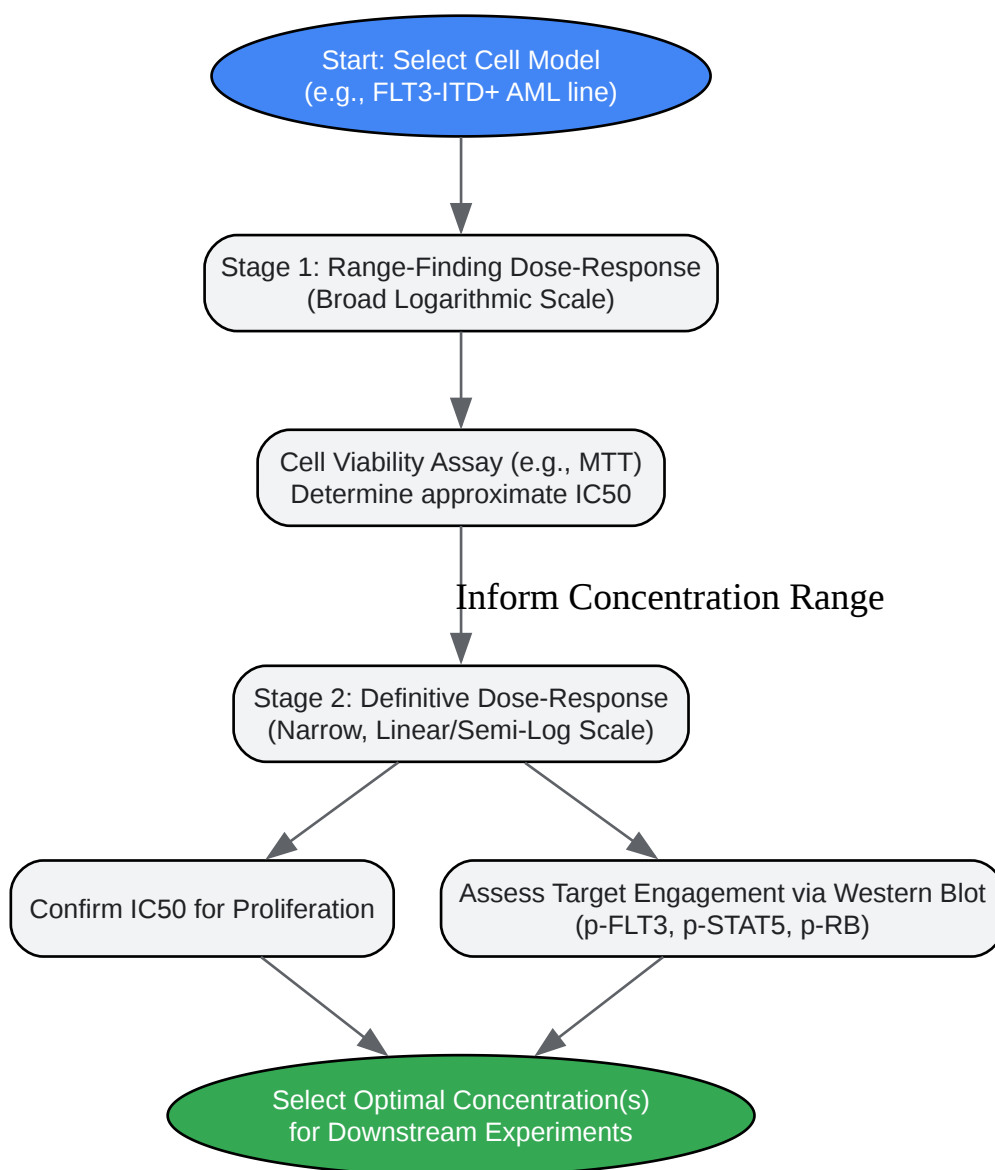 Start: Select Cell Model
(e.g., FLT3-ITD+ AML line)
Stage 1: Range-Finding Dose-Response
(Broad Logarithmic Scale)
Cell Viability Assay (e.g., MTT)
Determine approximate IC50
Inform Concentration Range
Stage 2: Definitive Dose-Response
(Narrow, Linear/Semi-Log Scale)
Confirm IC50 for Proliferation
Assess Target Engagement via Western Blot
(p-FLT3, p-STAT5, p-RB)
Select Optimal Concentration(s)
for Downstream Experiments